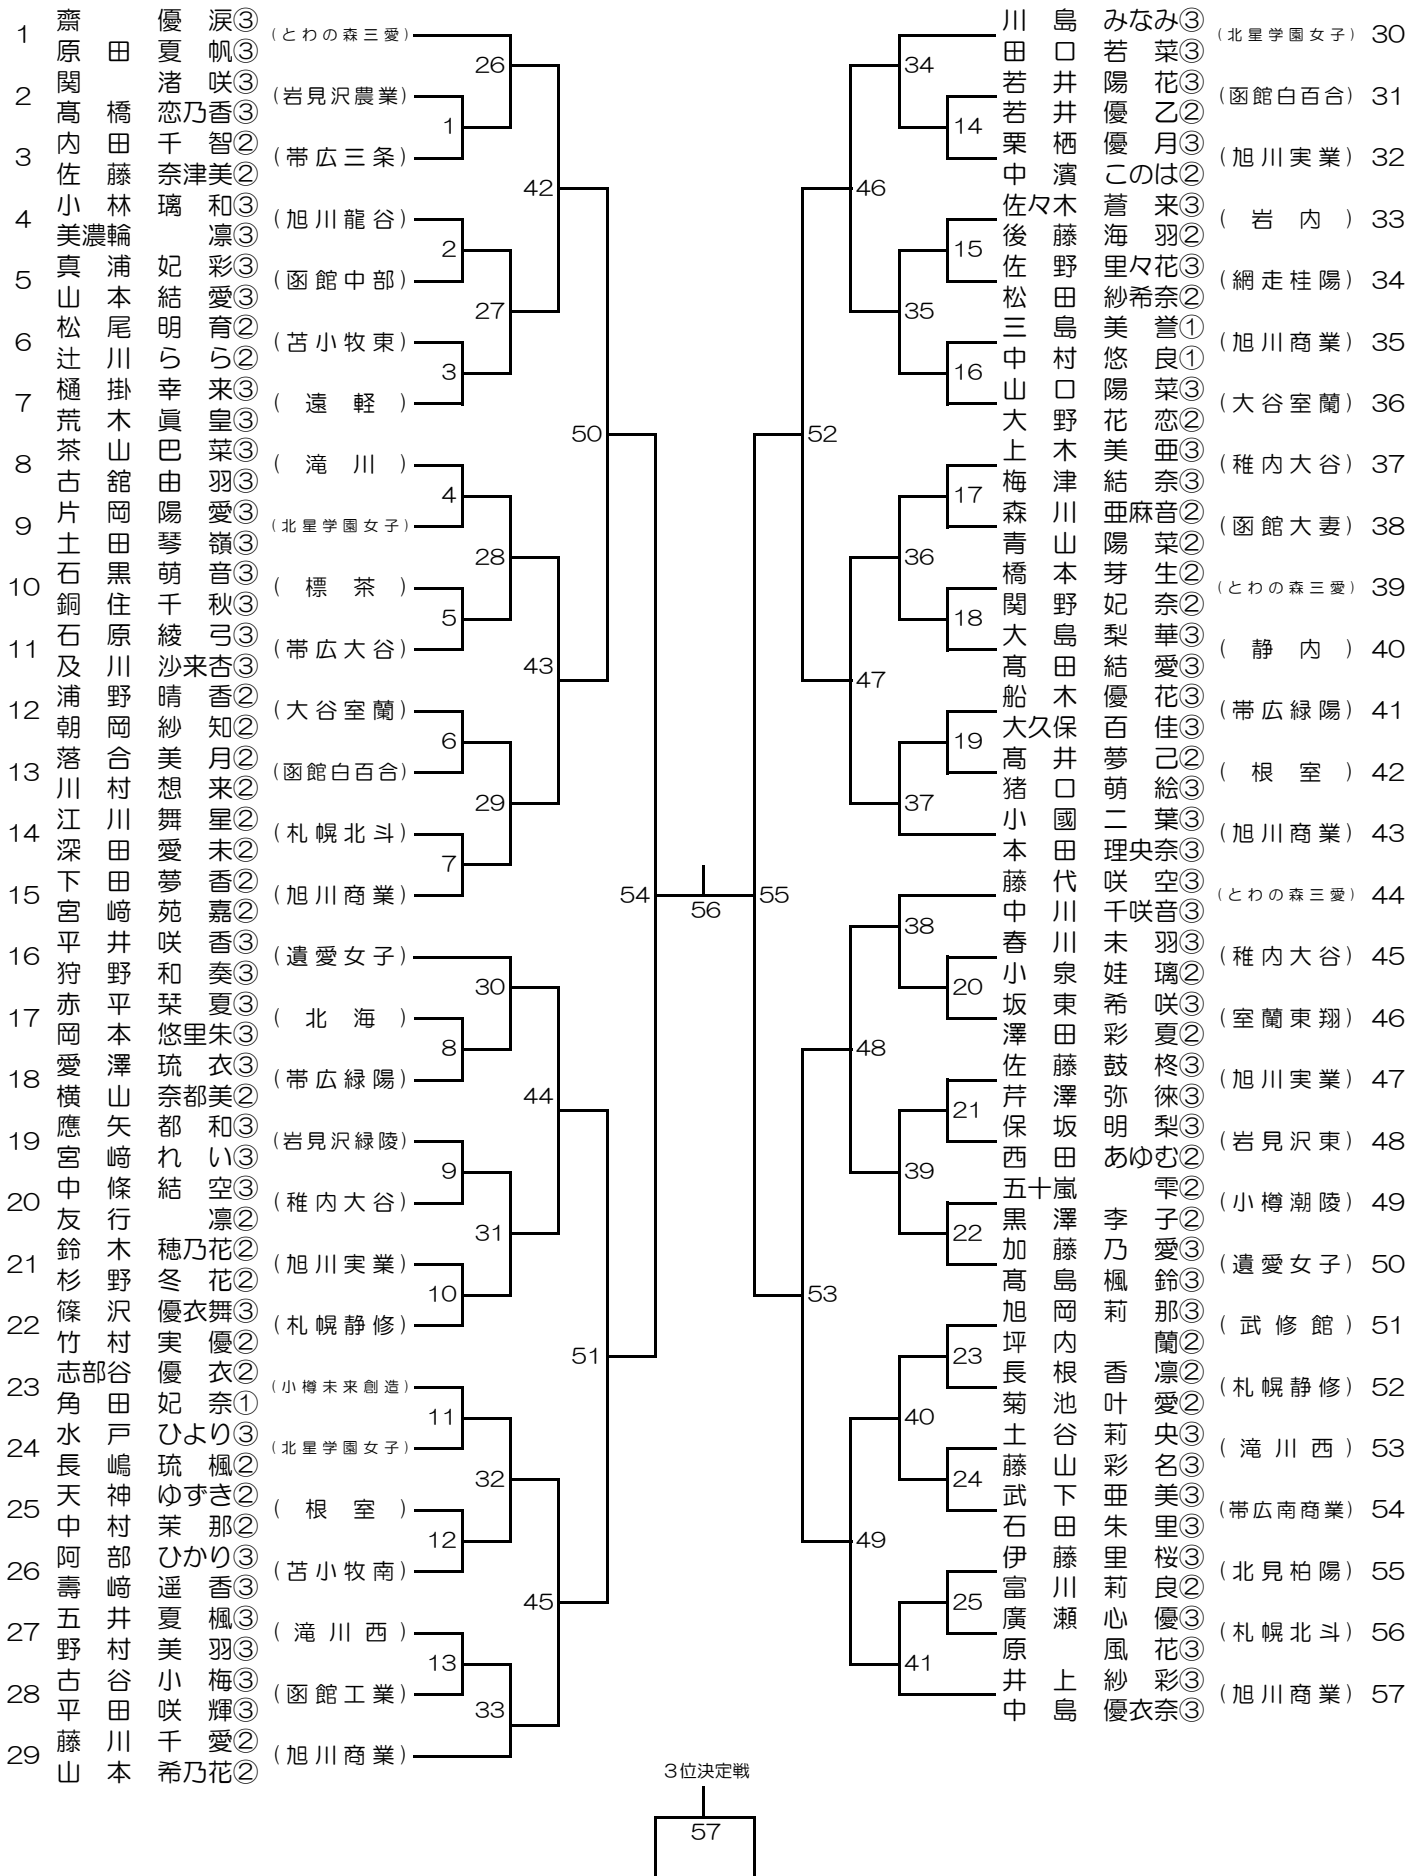 1 齋 優 涙③ (とわの森三愛)
原 田 夏 帆③
2 関 渚 咲③ (岩見沢農業)
髙 橋 恋乃香③
3 内 田 千 智② (帯広三条)
佐 藤 奈津美②
4 小 林 璃 和③ (旭川龍谷)
美濃輪 凛③
5 真 浦 妃 彩③ (函館中部)
山 本 結 愛③
6 松 尾 明 育② (苫小牧東)
辻 川 ら ら②
7 樋 掛 幸 来③ (遠 軽)
荒 木 眞 皇③
8 茶 山 巴 菜③ (滝 川)
古 舘 由 羽③
9 片 岡 陽 愛③ (北星学園女子)
土 田 琴 嶺③
10 石 黒 萌 音③ (標 茶)
銅 住 千 秋③
11 石 原 綾 弓③ (帯広大谷)
及 川 沙来杏③
12 浦 野 晴 香② (大谷室蘭)
朝 岡 紗 知②
13 落 合 美 月② (函館白百合)
川 村 想 来②
14 江 川 舞 星② (札幌北斗)
深 田 愛 未②
15 下 田 夢 香② (旭川商業)
宮 﨑 苑 嘉②
16 平 井 咲 香③ (遺愛女子)
狩 野 和 奏③
17 赤 平 栞 夏③ (北 海)
岡 本 悠里朱③
18 愛 澤 琉 衣③ (帯広緑陽)
横 山 奈都美②
19 應 矢 都 和③ (岩見沢緑陵)
宮 﨑 れ い③
20 中 條 結 空③ (稚内大谷)
友 行 凛②
21 鈴 木 穂乃花② (旭川実業)
杉 野 冬 花②
22 篠 沢 優衣舞③ (札幌静修)
竹 村 実 優②
23 志部谷 優 衣② (小樽未来創造)
角 田 妃 奈①
24 水 戸 ひより③ (北星学園女子)
長 嶋 琉 楓②
25 天 神 ゆずき② (根 室)
中 村 茉 那②
26 阿 部 ひかり③ (苫小牧南)
壽 﨑 遥 香③
27 五 井 夏 楓③ (滝川西)
野 村 美 羽③
28 古 谷 小 梅③ (函館工業)
平 田 咲 輝③
29 藤 川 千 愛② (旭川商業)
山 本 希乃花②
1
2
3
4
5
6
7
8
9
10
11
12
13
26
27
28
29
30
31
32
33
42
43
44
45
50
51
54
56
55
52
53
46
47
48
49
34
35
36
37
38
39
40
41
14
15
16
17
18
19
20
21
22
23
24
25
川 島 みなみ③ (北星学園女子) 30
田 口 若 菜③
若 井 陽 花③ (函館白百合) 31
若 井 優 乙②
栗 栖 優 月③ (旭川実業) 32
中 濱 このは②
佐々木 蒼 来③ (岩 内) 33
後 藤 海 羽②
佐 野 里々花③ (網走桂陽) 34
松 田 紗希奈②
三 島 美 誉① (旭川商業) 35
中 村 悠 良①
山 口 陽 菜③ (大谷室蘭) 36
大 野 花 恋②
上 木 美 亜③ (稚内大谷) 37
梅 津 結 奈③
森 川 亜麻音② (函館大妻) 38
青 山 陽 菜②
橋 本 芽 生② (とわの森三愛) 39
関 野 妃 奈②
大 島 梨 華③ (静 内) 40
髙 田 結 愛③
船 木 優 花③ (帯広緑陽) 41
大久保 百 佳③
髙 井 夢 己② (根 室) 42
猪 口 萌 絵③
小 國 二 葉③ (旭川商業) 43
本 田 理央奈③
藤 代 咲 空③ (とわの森三愛) 44
中 川 千咲音③
春 川 未 羽③ (稚内大谷) 45
小 泉 娃 璃②
坂 東 希 咲③ (室蘭東翔) 46
澤 田 彩 夏②
佐 藤 鼓 柊③ (旭川実業) 47
芹 澤 弥 徠③
保 坂 明 梨③ (岩見沢東) 48
西 田 あゆむ②
五十嵐 雫② (小樽潮陵) 49
黒 澤 李 子②
加 藤 乃 愛③ (遺愛女子) 50
髙 島 楓 鈴③
旭 岡 莉 那③ (武修館) 51
坪 内 蘭②
長 根 香 凛② (札幌静修) 52
菊 池 叶 愛②
土 谷 莉 央③ (滝川西) 53
藤 山 彩 名③
武 下 亜 美③ (帯広南商業) 54
石 田 朱 里③
伊 藤 里 桜③ (北見柏陽) 55
富 川 莉 良②
廣 瀬 心 優③ (札幌北斗) 56
原 風 花③
井 上 紗 彩③ (旭川商業) 57
中 島 優衣奈③
3位決定戦
57